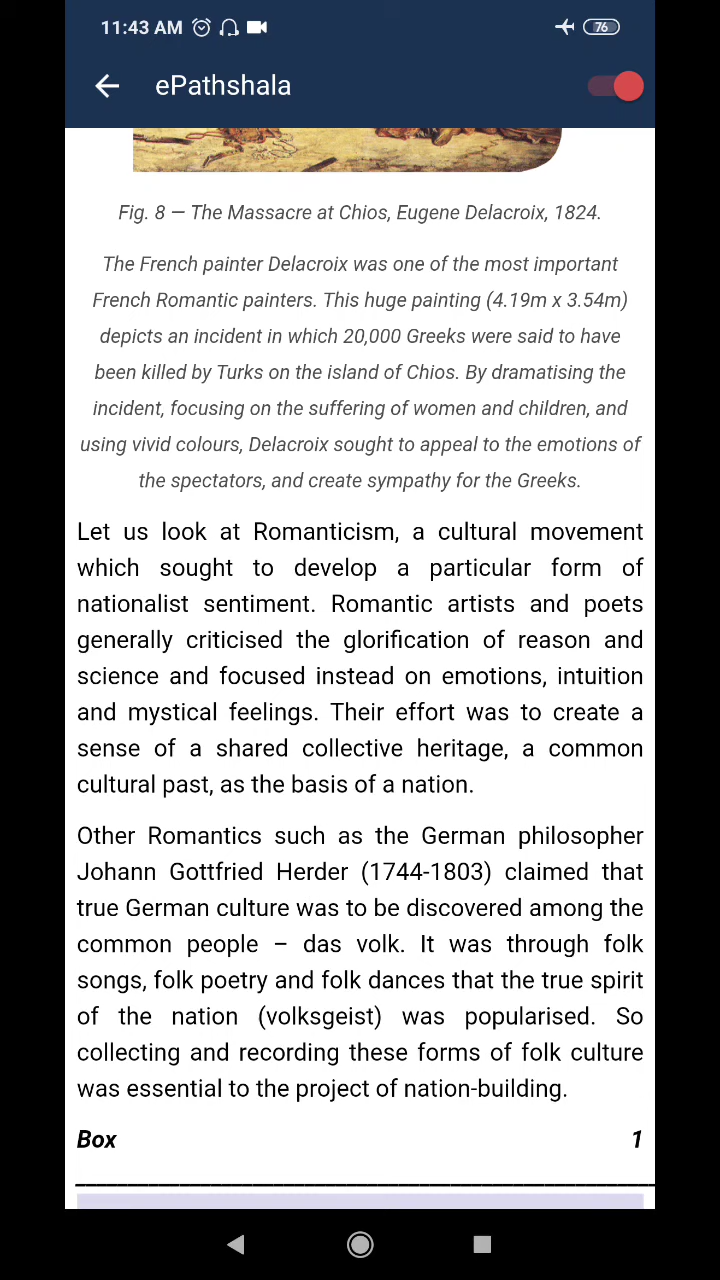 11:43 AM 76
ePathshala
Fig. 8 — The Massacre at Chios, Eugene Delacroix, 1824.
The French painter Delacroix was one of the most important
French Romantic painters. This huge painting (4.19m x 3.54m)
depicts an incident in which 20,000 Greeks were said to have
been killed by Turks on the island of Chios. By dramatising the
incident, focusing on the suffering of women and children, and
using vivid colours, Delacroix sought to appeal to the emotions of
the spectators, and create sympathy for the Greeks.
Let us look at Romanticism, a cultural movement
which sought to develop a particular form of
nationalist sentiment. Romantic artists and poets
generally criticised the glorification of reason and
science and focused instead on emotions, intuition
and mystical feelings. Their effort was to create a
sense of a shared collective heritage, a common
cultural past, as the basis of a nation.
Other Romantics such as the German philosopher
Johann Gottfried Herder (1744-1803) claimed that
true German culture was to be discovered among the
common people – das volk. It was through folk
songs, folk poetry and folk dances that the true spirit
of the nation (volksgeist) was popularised. So
collecting and recording these forms of folk culture
was essential to the project of nation-building.
Box 1